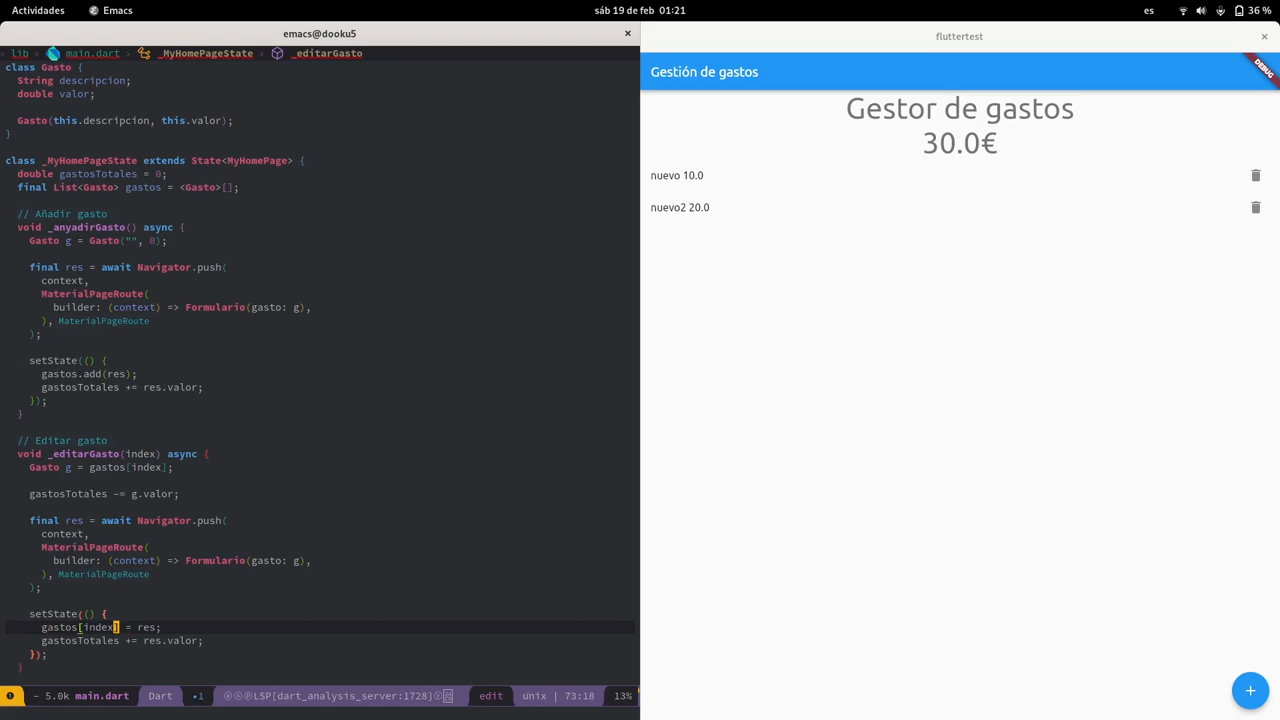 Actividades Emacs sáb 19 de feb 01:21 es 36 %
emacs@dooku5
fluttertest
lib > main.dart > _MyHomePageState > _editarGasto
class Gasto {
String descripcion;
double valor;
Gasto(this.descripcion, this.valor);
}
class _MyHomePageState extends State<MyHomePage> {
double gastosTotales = 0;
final List<Gasto> gastos = <Gasto>[];
// Añadir gasto
void _anyadirGasto() async {
Gasto g = Gasto("", 0);
final res = await Navigator.push(
context,
MaterialPageRoute(
builder: (context) => Formulario(gasto: g),
), MaterialPageRoute
);
setState(() {
gastos.add(res);
gastosTotales += res.valor;
});
}
// Editar gasto
void _editarGasto(index) async {
Gasto g = gastos[index];
gastosTotales -= g.valor;
final res = await Navigator.push(
context,
MaterialPageRoute(
builder: (context) => Formulario(gasto: g),
), MaterialPageRoute
);
setState(() {
gastos[index] = res;
gastosTotales += res.valor;
});
}
- 5.0k main.dart Dart •1 LSP[dart_analysis_server:1728] edit unix | 73:18 13%
Gestión de gastos
DEBUG
Gestor de gastos
30.0€
nuevo 10.0
nuevo2 20.0
+